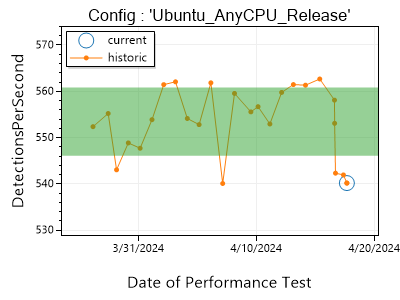 Config : 'Ubuntu_AnyCPU_Release'
current
historic
DetectionsPerSecond
570
560
550
540
530
3/31/2024
4/10/2024
4/20/2024
Date of Performance Test